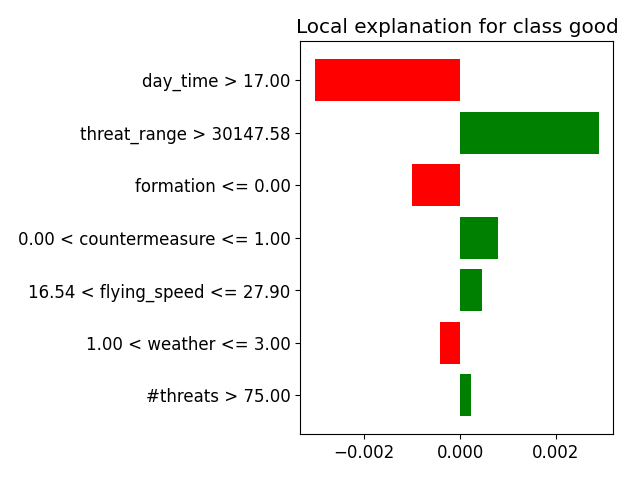 Local explanation for class good
day_time > 17.00
threat_range > 30147.58
formation <= 0.00
0.00 < countermeasure <= 1.00
16.54 < flying_speed <= 27.90
1.00 < weather <= 3.00
#threats > 75.00
−0.002 0.000 0.002